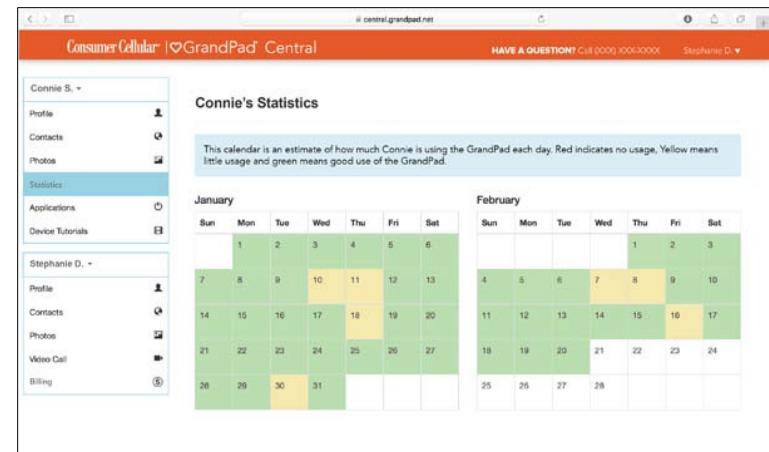 central.grandpad.net
Consumer Cellular GrandPad Central
HAVE A QUESTION? Call (XXX) XXX-XXXX
Stephanie D.
Connie S.
Profile
Contacts
Photos
Statistics
Applications
Device Tutorials
Stephanie D.
Profile
Contacts
Photos
Video Call
Billing
Connie's Statistics
This calendar is an estimate of how much Connie is using the GrandPad each day. Red indicates no usage, Yellow means
little usage and green means good use of the GrandPad.
January
Sun Mon Tue Wed Thu Fri Sat
1 2 3 4 5 6
7 8 9 10 11 12 13
14 15 16 17 18 19 20
21 22 23 24 25 26 27
28 29 30 31
February
Sun Mon Tue Wed Thu Fri Sat
1 2 3
4 5 6 7 8 9 10
11 12 13 14 15 16 17
18 19 20 21 22 23 24
25 26 27 28